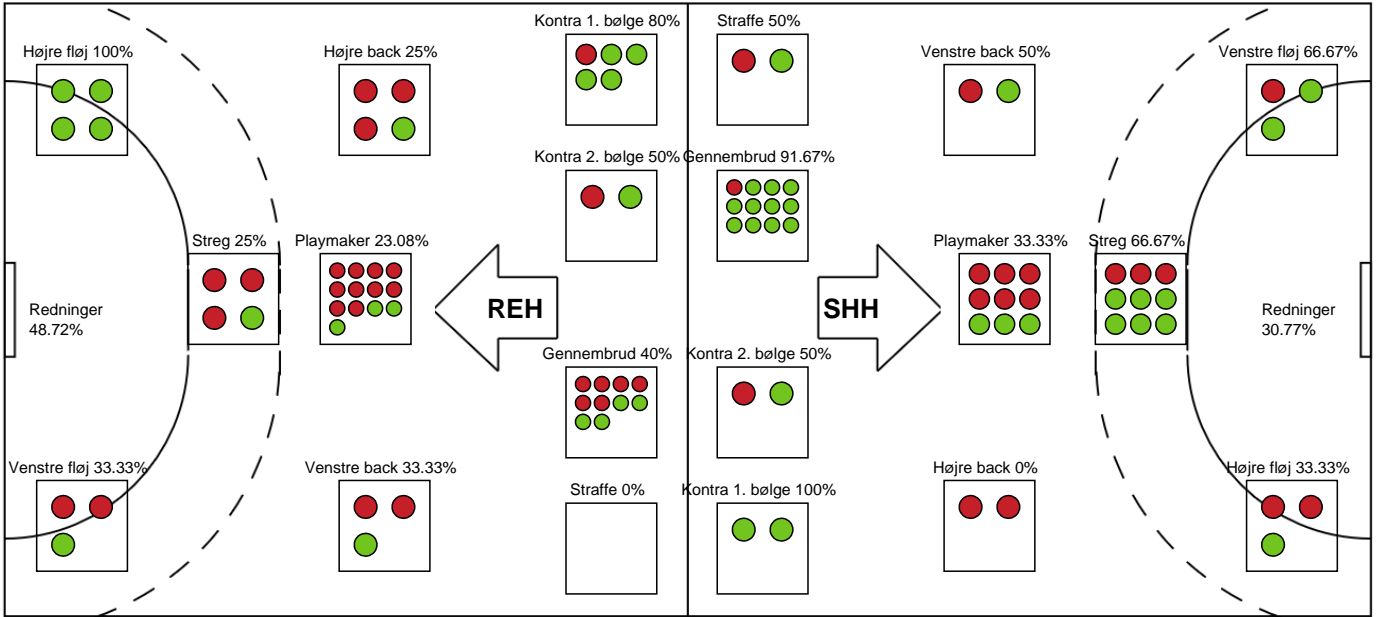 Kontra 1. bølge 80%
Straffe 50%
Højre fløj 100%
Højre back 25%
Venstre back 50%
Venstre fløj 66.67%
Kontra 2. bølge 50%
Gennembrud 91.67%
Streg 25%
Playmaker 23.08%
Playmaker 33.33%
Streg 66.67%
Redninger
48.72%
REH
SHH
Redninger
30.77%
Gennembrud 40%
Kontra 2. bølge 50%
Venstre fløj 33.33%
Venstre back 33.33%
Højre back 0%
Højre fløj 33.33%
Straffe 0%
Kontra 1. bølge 100%